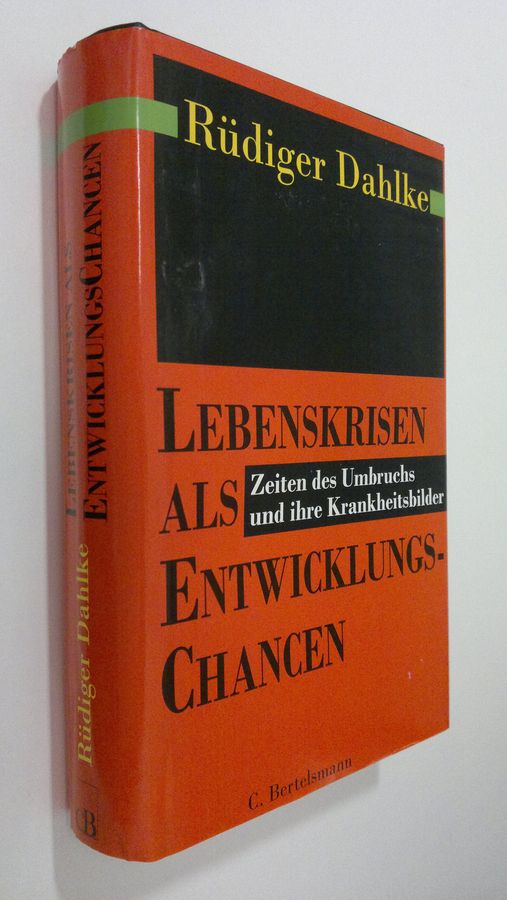 Rüdiger Dahlke
LEBENSKRISEN
ALS
Zeiten des Umbruchs
und ihre Krankheitsbilder
ENTWICKLUNGS-
CHANCEN
C. Bertelsmann
LEBENSKRISEN ALS
ENTWICKLUNGSCHANCEN
Rüdiger Dahlke
CB